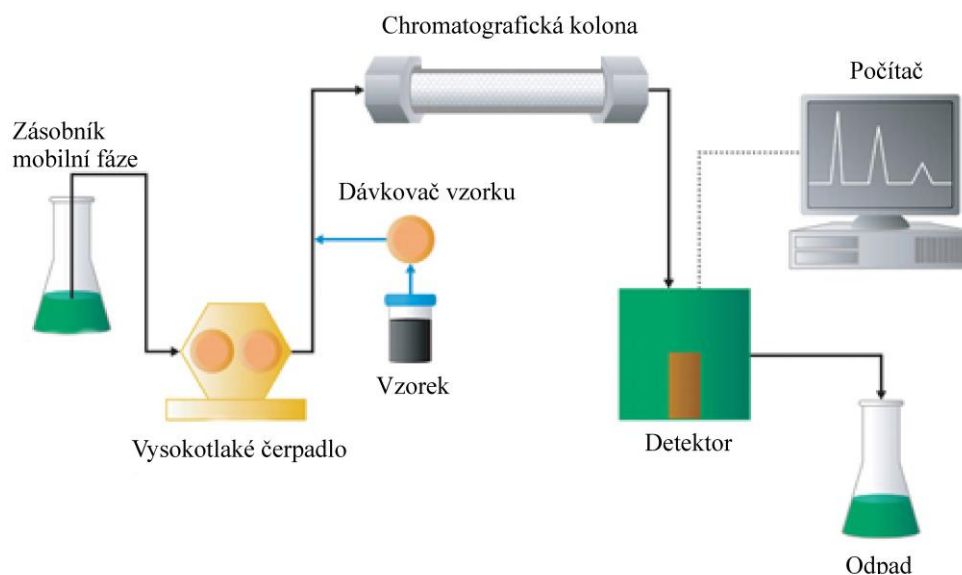 Chromatografická kolona
Počítač
Zásobník
mobilní fáze
Dávkovač vzorku
Vzorek
Vysokotlaké čerpadlo
Detektor
Odpad